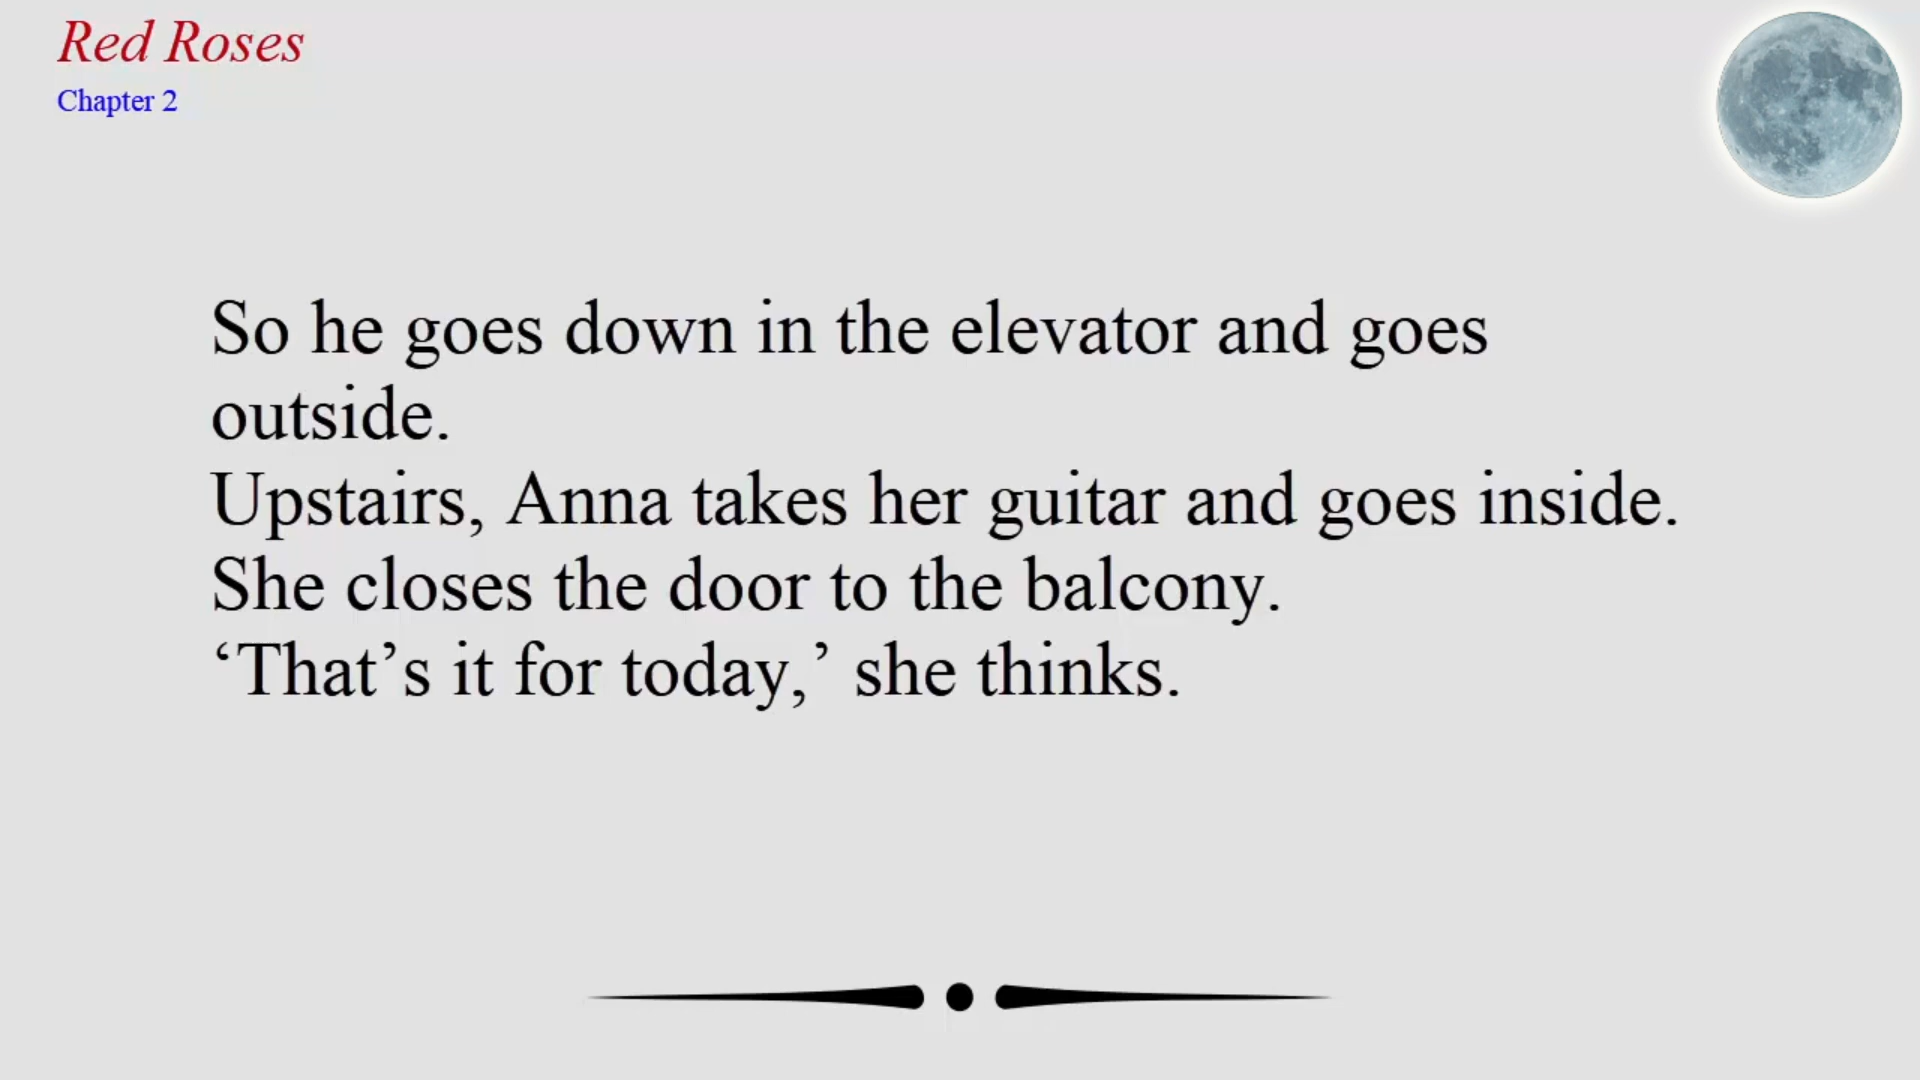 Red Roses
Chapter 2
So he goes down in the elevator and goes
outside.
Upstairs, Anna takes her guitar and goes inside.
She closes the door to the balcony.
‘That’s it for today,’ she thinks.